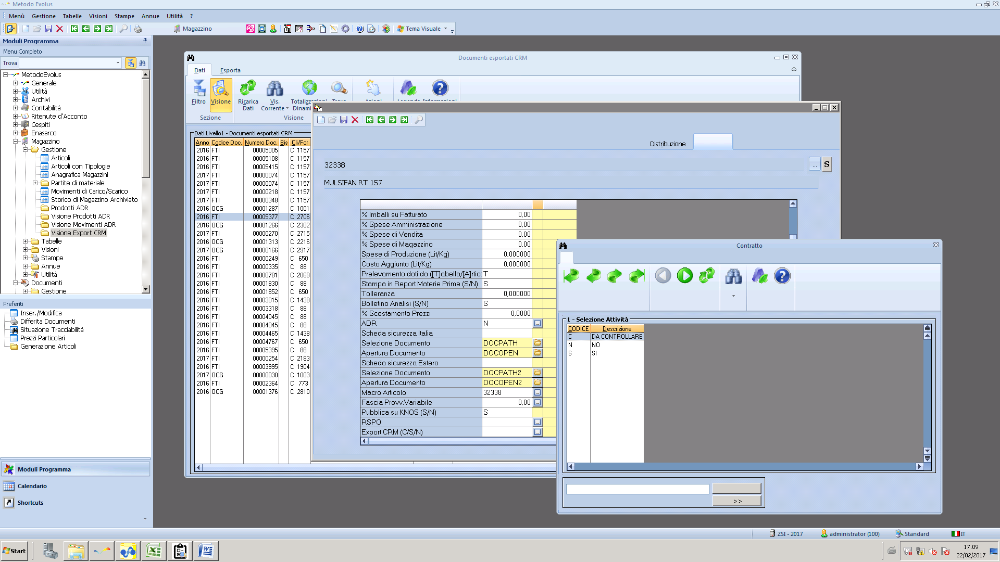 Metodo Evolus
Menù Gestione Tabelle Visioni Stampe Annue Utilità ?
Magazzino
Tema Visuale
Moduli Programma
Menu Completo
Trova
MetodoEvolus
Generale
Utilità
Archivi
Contabilità
Ritenute d'Acconto
Cespiti
Enasarco
Magazzino
Gestione
Articoli
Articoli con Tipologie
Anagrafica Magazzini
Partite di materiale
Movimenti di Carico/Scarico
Storico di Magazzino Archiviato
Prodotti ADR
Visione Prodotti ADR
Visione Movimenti ADR
Visione Export CRM
Tabelle
Visioni
Stampe
Annue
Utilità
Documenti
Gestione
Preferiti
Inser./Modifica
Differita Documenti
Situazione Tracciabilità
Prezzi Particolari
Generazione Articoli
Moduli Programma
Calendario
Shortcuts
Documenti esportati CRM
Dati Esporta
Filtro
Visione
Sezione
Ricarica Dati
Vis. Corrente
Totalizzazioni Dinami
Visione
Dati Livello1 - Documenti esportati CRM
Anno Codice Doc. Numero Doc. Bis Cli/For
2016 FTI 00005005 C 1157
2016 FTI 00005108 C 1157
2016 FTI 00005415 C 1157
2017 FTI 00000074 C 1157
2017 FTI 00000074 C 1157
2017 FTI 00000218 C 1157
2017 FTI 00000348 C 1157
2016 OCG 00001287 C 1001
2016 FTI 00005377 C 2706
2016 OCG 00001266 C 2302
2017 FTI 00000270 C 2715
2016 OCG 00001313 C 2216
2017 OCG 00000166 C 2917
2016 FTI 00000249 C 650
2016 FTI 00000335 C 88
2016 FTI 00000781 C 2069
2016 FTI 00001830 C 88
2016 FTI 00001852 C 650
2016 FTI 00003015 C 1438
2016 FTI 00003318 C 88
2016 FTI 00004045 C 88
2016 FTI 00004045 C 88
2016 FTI 00004465 C 1438
2016 FTI 00004767 C 650
2016 FTI 00005395 C 88
2017 FTI 00000254 C 2183
2016 FTI 00003995 C 1904
2017 OCG 00000030 C 1003
2016 FTI 00002364 C 773
2016 OCG 00001376 C 2810
Distribuzione
32338
... S
MULSIFAN RT 157
% Imballi su Fatturato 0,00
% Spese Amministrazione 0,00
% Spese di Vendita 0,00
% Spese di Magazzino 0,00
Spese di Produzione (Lit/Kg) 0,000000
Costo Aggiunto (Lit/Kg) 0,000000
Prelevamento dati da ([T]abella/[A]rtico T
Stampa in Report Materie Prime (S/N) S
Tolleranza 0,000000
Bolletino Analisi (S/N) S
% Scostamento Prezzi 0,0000
ADR N
Scheda sicurezza Italia
Selezione Documento DOCPATH
Apertura Documento DOCOPEN
Scheda sicurezza Estero
Selezione Documento DOCPATH2
Apertura Documento DOCOPEN2
Macro Articolo 32338
Fascia Provv.Variabile 0,00
Pubblica su KNOS (S/N) S
RSPO
Export CRM (C/S/N)
Contratto
1 - Selezione Attività
CODICE Descrizione
C DA CONTROLLARE
N NO
S SI
>>
ZSI - 2017 administrator (100) Standard IT
Start
17.09
22/02/2017